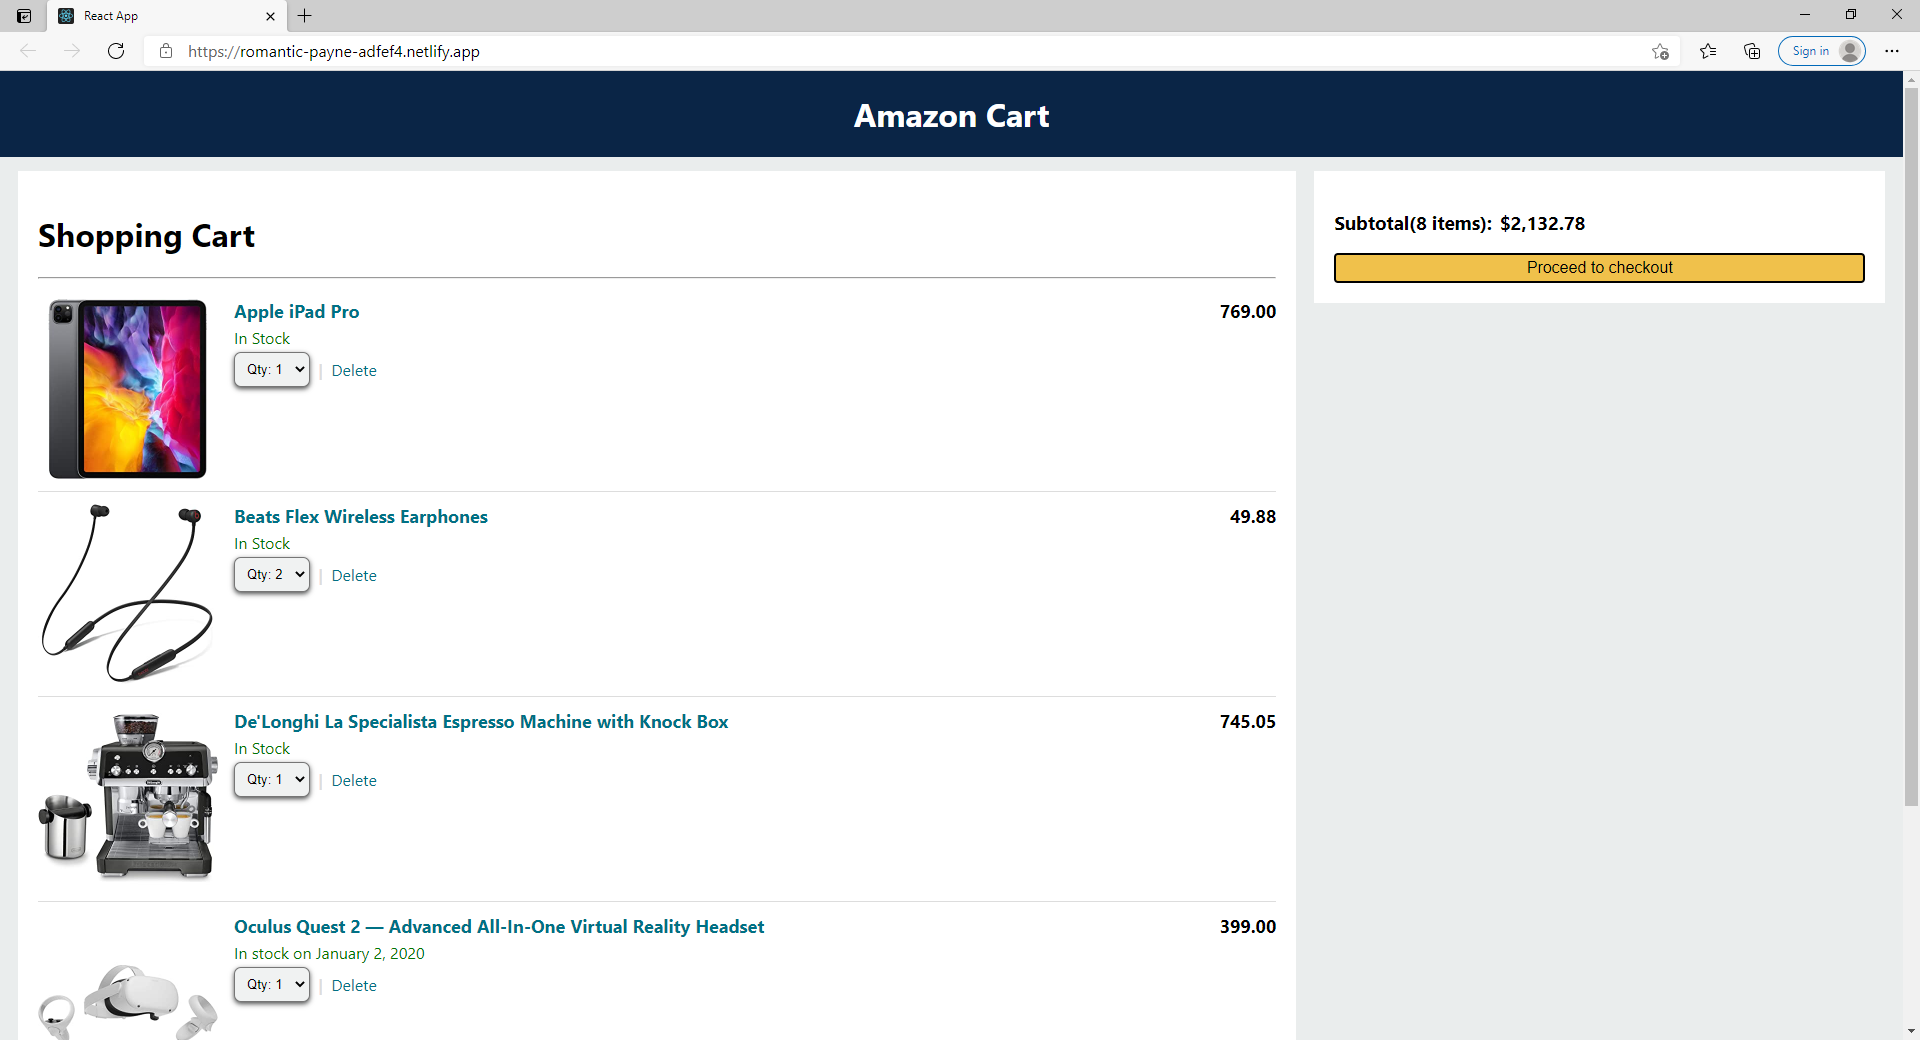 React App
https://romantic-payne-adfef4.netlify.app
Sign in
Amazon Cart
Shopping Cart
Apple iPad Pro
769.00
In Stock
Qty: 1
| Delete
Beats Flex Wireless Earphones
49.88
In Stock
Qty: 2
| Delete
De'Longhi La Specialista Espresso Machine with Knock Box
745.05
In Stock
Qty: 1
| Delete
Oculus Quest 2 — Advanced All-In-One Virtual Reality Headset
399.00
In stock on January 2, 2020
Qty: 1
| Delete
Subtotal(8 items): $2,132.78
Proceed to checkout